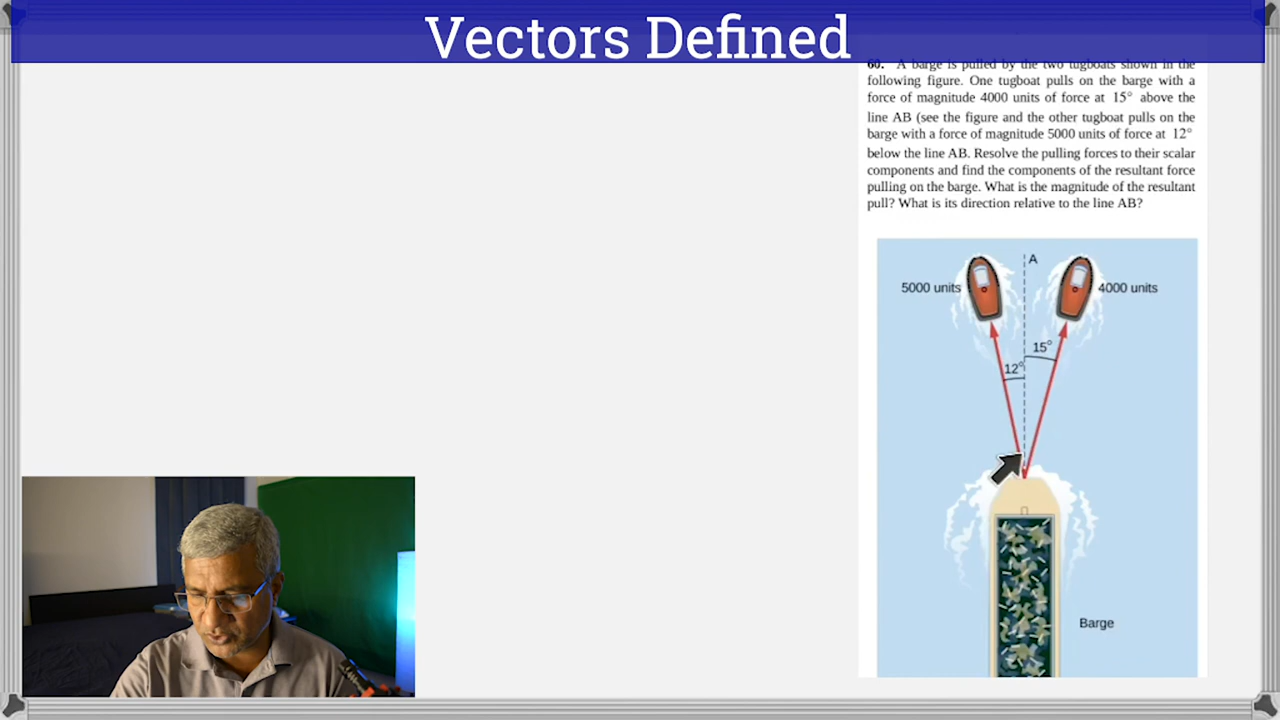 Vectors Defined
60. A barge is pulled by the two tugboats shown in the
following figure. One tugboat pulls on the barge with a
force of magnitude 4000 units of force at 15° above the
line AB (see the figure and the other tugboat pulls on the
barge with a force of magnitude 5000 units of force at 12°
below the line AB. Resolve the pulling forces to their scalar
components and find the components of the resultant force
pulling on the barge. What is the magnitude of the resultant
pull? What is its direction relative to the line AB?
A
5000 units
4000 units
15°
12°
Barge